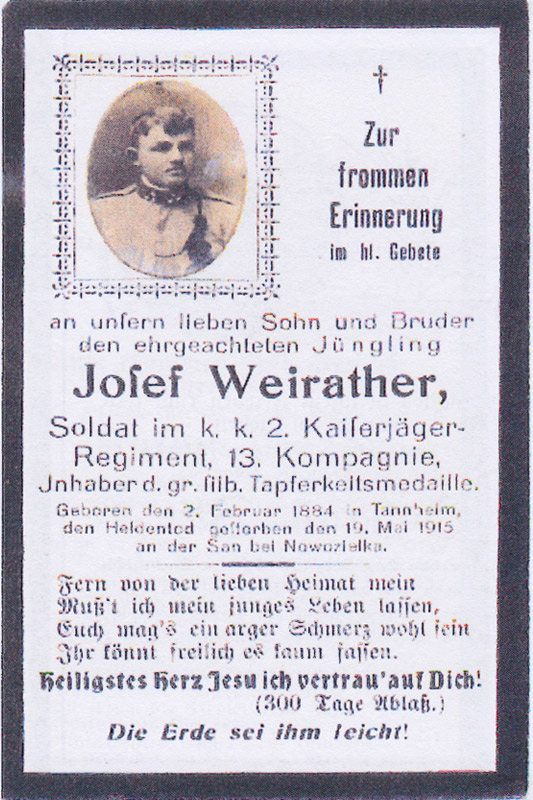 Zur
frommen
Erinnerung
im hl. Gebete
an unsern lieben Sohn und Bruder
den ehrgeachteten Jüngling
Josef Weirather,
Soldat im k. k. 2. Kaiserjäger-
Regiment, 13. Kompagnie,
Jnhaber d. gr. silb. Tapferkeitsmedaille.
Geboren den 2. Februar 1884 in Tannheim,
den Heldentod gestorben den 19. Mai 1915
an der San bei Nowozielka.
Fern von der lieben Heimat mein
Mußt' ich mein junges Leben lassen,
Euch mag's ein arger Schmerz wohl sein
Ihr könnt freilich es kaum fassen.
Heiligstes Herz Jesu ich vertrau' auf Dich!
(300 Tage Ablaß.)
Die Erde sei ihm leicht!